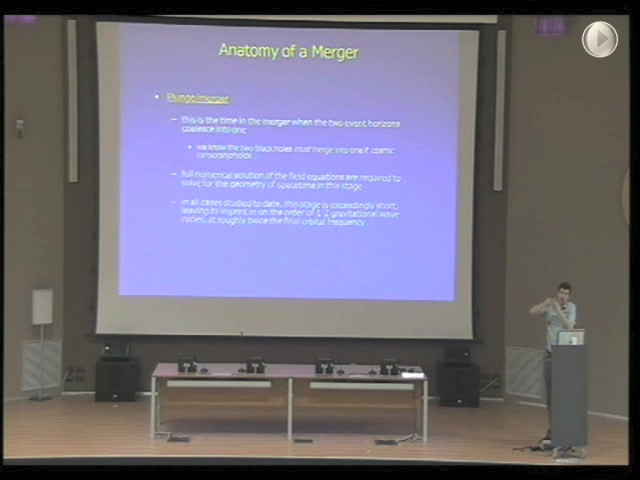 Anatomy of a Merger
• Plunge/merger
– this is the time in the merger when the two event horizons
coalesce into one
• we know the two black holes must merge into one if cosmic
censorship holds
– full numerical solution of the field equations are required to
solve for the geometry of spacetime in this stage
– in all cases studied to date, this stage is exceedingly short,
leaving its imprint in on the order of 1-2 gravitational wave
cycles, at roughly twice the final orbital frequency